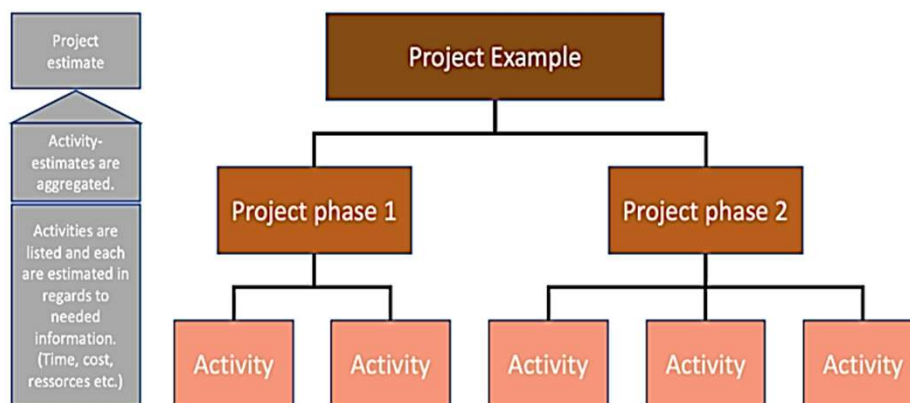 Project
estimate
Activity-
estimates are
aggregated.
Activities are
listed and each
are estimated in
regards to
needed
information.
(Time, cost,
ressorces etc.)
Project Example
Project phase 1
Project phase 2
Activity
Activity
Activity
Activity
Activity